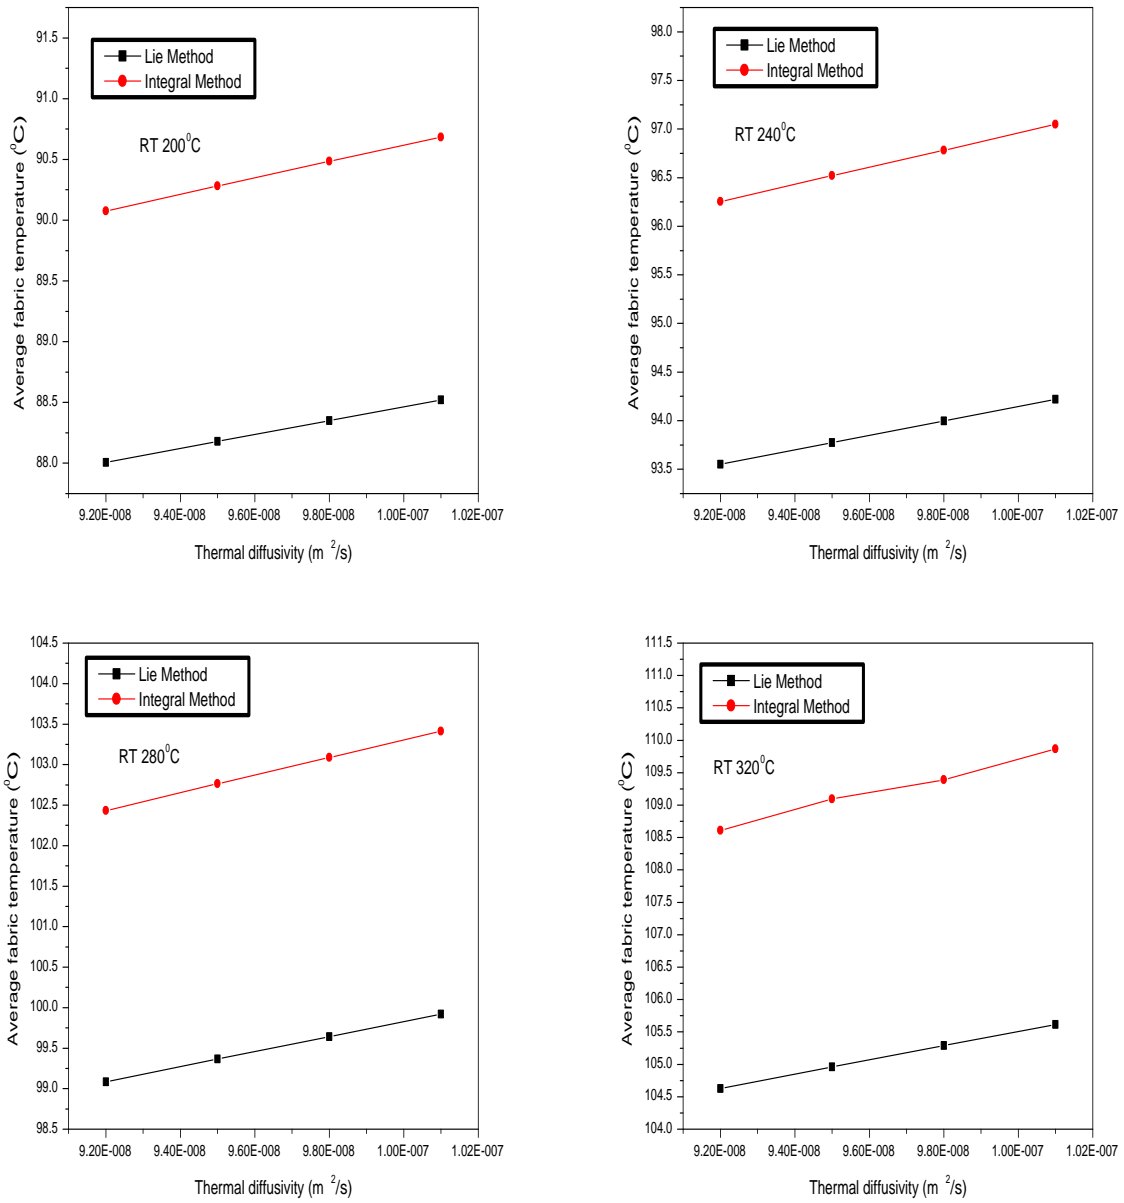 Lie Method
Integral Method
RT 200⁰C
Average fabric temperature (⁰C)
91.5
91.0
90.5
90.0
89.5
89.0
88.5
88.0
9.20E-008 9.40E-008 9.60E-008 9.80E-008 1.00E-007 1.02E-007
Thermal diffusivity (m ²/s)
Lie Method
Integral Method
RT 240⁰C
Average fabric temperature (⁰C)
98.0
97.5
97.0
96.5
96.0
95.5
95.0
94.5
94.0
93.5
9.20E-008 9.40E-008 9.60E-008 9.80E-008 1.00E-007 1.02E-007
Thermal diffusivity (m ²/s)
Lie Method
Integral Method
RT 280⁰C
Average fabric temperature (⁰C)
104.5
104.0
103.5
103.0
102.5
102.0
101.5
101.0
100.5
100.0
99.5
99.0
98.5
9.20E-008 9.40E-008 9.60E-008 9.80E-008 1.00E-007 1.02E-007
Thermal diffusivity (m ²/s)
Lie Method
Integral Method
RT 320⁰C
Average fabric temperature (⁰C)
111.5
111.0
110.5
110.0
109.5
109.0
108.5
108.0
107.5
107.0
106.5
106.0
105.5
105.0
104.5
104.0
9.20E-008 9.40E-008 9.60E-008 9.80E-008 1.00E-007 1.02E-007
Thermal diffusivity (m ²/s)